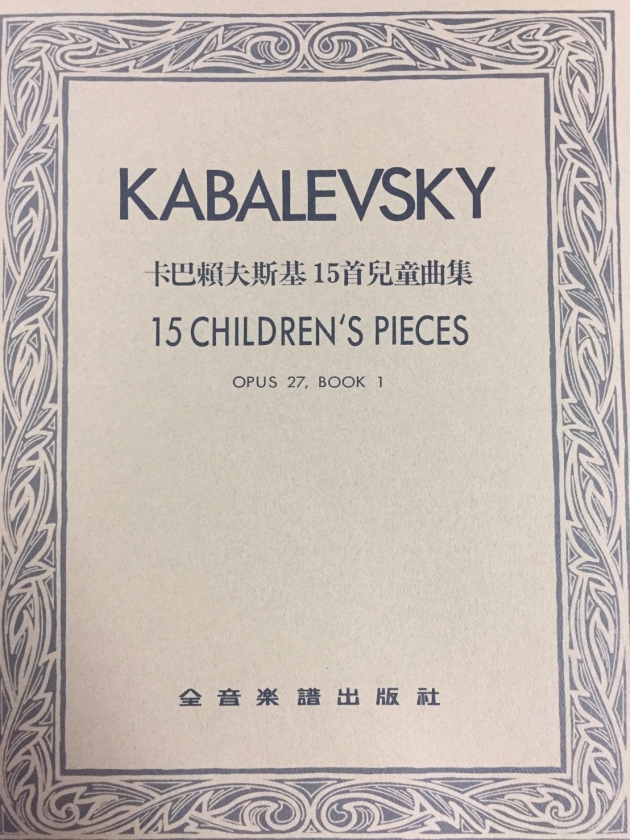 KABALEVSKY
卡巴賴夫斯基 15首兒童曲集
15 CHILDREN‘S PIECES
OPUS 27, BOOK 1
全音楽譜出版社